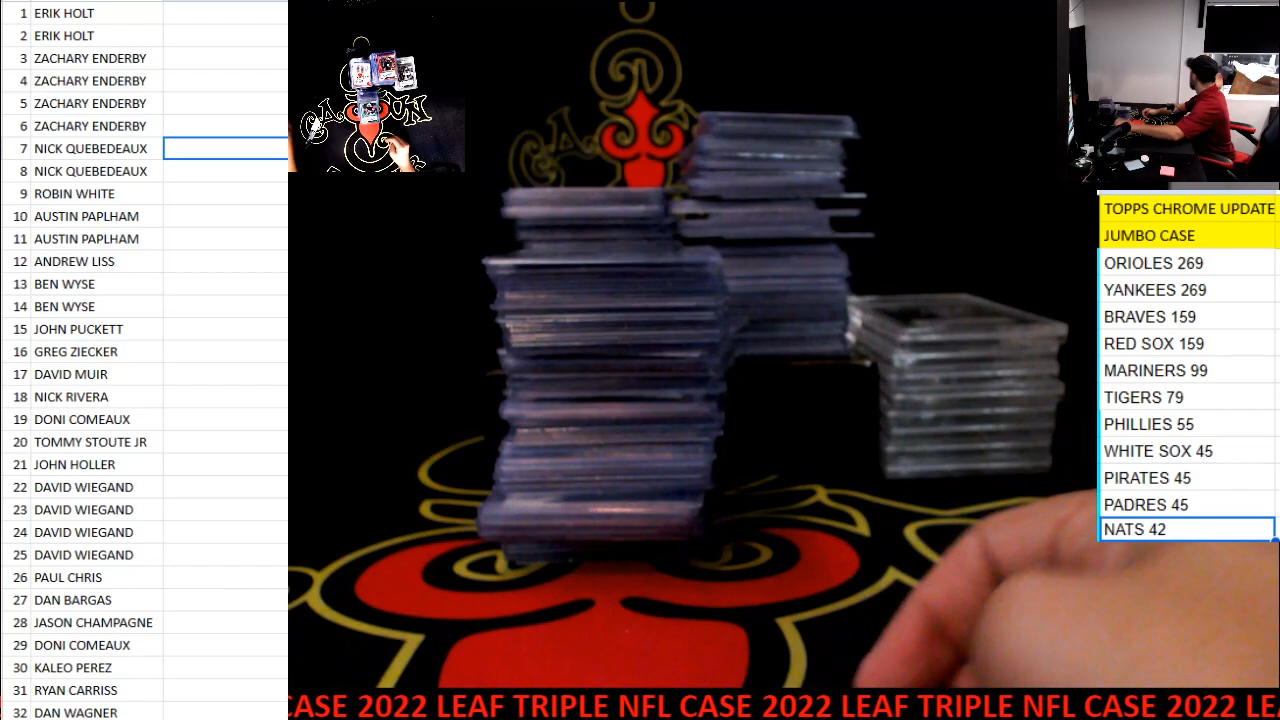 1 ERIK HOLT
2 ERIK HOLT
3 ZACHARY ENDERBY
4 ZACHARY ENDERBY
5 ZACHARY ENDERBY
6 ZACHARY ENDERBY
7 NICK QUEBEDEAUX
8 NICK QUEBEDEAUX
9 ROBIN WHITE
10 AUSTIN PAPLHAM
11 AUSTIN PAPLHAM
12 ANDREW LISS
13 BEN WYSE
14 BEN WYSE
15 JOHN PUCKETT
16 GREG ZIECKER
17 DAVID MUIR
18 NICK RIVERA
19 DONI COMEAUX
20 TOMMY STOUTE JR
21 JOHN HOLLER
22 DAVID WIEGAND
23 DAVID WIEGAND
24 DAVID WIEGAND
25 DAVID WIEGAND
26 PAUL CHRIS
27 DAN BARGAS
28 JASON CHAMPAGNE
29 DONI COMEAUX
30 KALEO PEREZ
31 RYAN CARRISS
32 DAN WAGNER
TOPPS CHROME UPDATE
JUMBO CASE
ORIOLES 269
YANKEES 269
BRAVES 159
RED SOX 159
MARINERS 99
TIGERS 79
PHILLIES 55
WHITE SOX 45
PIRATES 45
PADRES 45
NATS 42
CASE 2022 LEAF TRIPLE NFL CASE 2022 LEAF TRIPLE NFL CASE 2022 LE